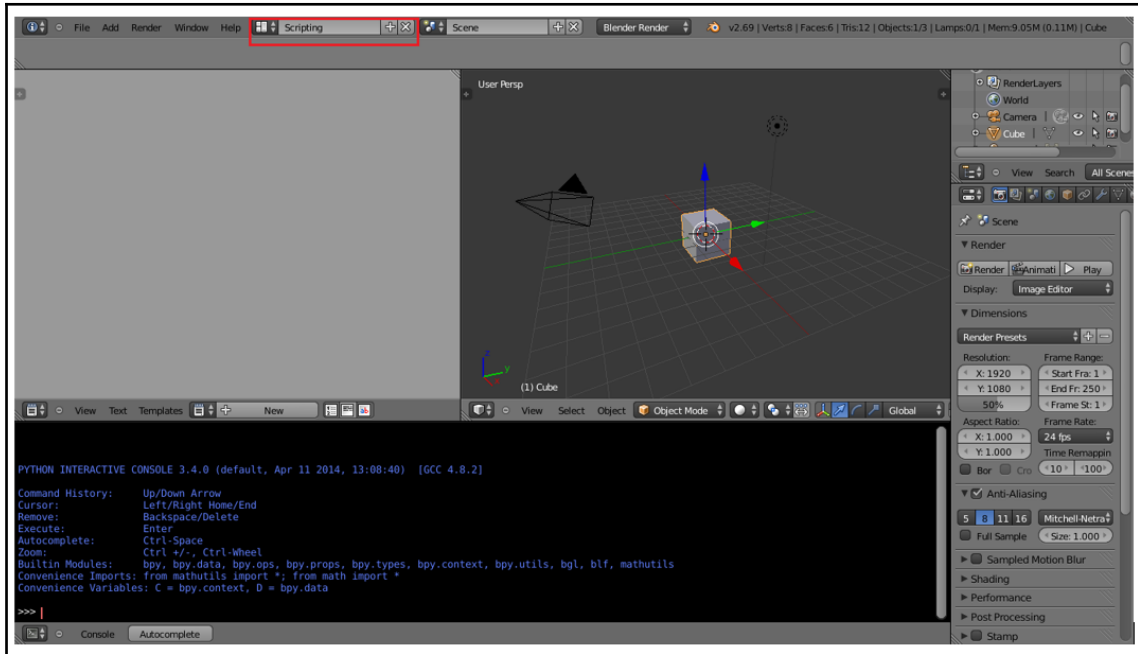 File Add Render Window Help Scripting Scene Blender Render v2.69 | Verts:8 | Faces:6 | Tris:12 | Objects:1/3 | Lamps:0/1 | Mem:9.05M (0.11M) | Cube
User Persp
RenderLayers
World
Camera
Cube
View Search All Scenes
Scene
Render
Render Animati Play
Display: Image Editor
Dimensions
Render Presets
Resolution: Frame Range:
X: 1920 Start Fra: 1
Y: 1080 End Fr: 250
50% Frame St: 1
Aspect Ratio: Frame Rate:
X: 1.000 24 fps
Y: 1.000 Time Remappin
Bor Cro 10 100
Anti-Aliasing
5 8 11 16 Mitchell-Netra
Full Sample Size: 1.000
Sampled Motion Blur
Shading
Performance
Post Processing
Stamp
z
y
(1) Cube
View Text Templates New
View Select Object Object Mode Global
PYTHON INTERACTIVE CONSOLE 3.4.0 (default, Apr 11 2014, 13:08:40) [GCC 4.8.2]
Command History: Up/Down Arrow
Cursor: Left/Right Home/End
Remove: Backspace/Delete
Execute: Enter
Autocomplete: Ctrl-Space
Zoom: Ctrl +/-, Ctrl-Wheel
Builtin Modules: bpy, bpy.data, bpy.ops, bpy.props, bpy.types, bpy.context, bpy.utils, bgl, blf, mathutils
Convenience Imports: from mathutils import *; from math import *
Convenience Variables: C = bpy.context, D = bpy.data
>>>
Console Autocomplete